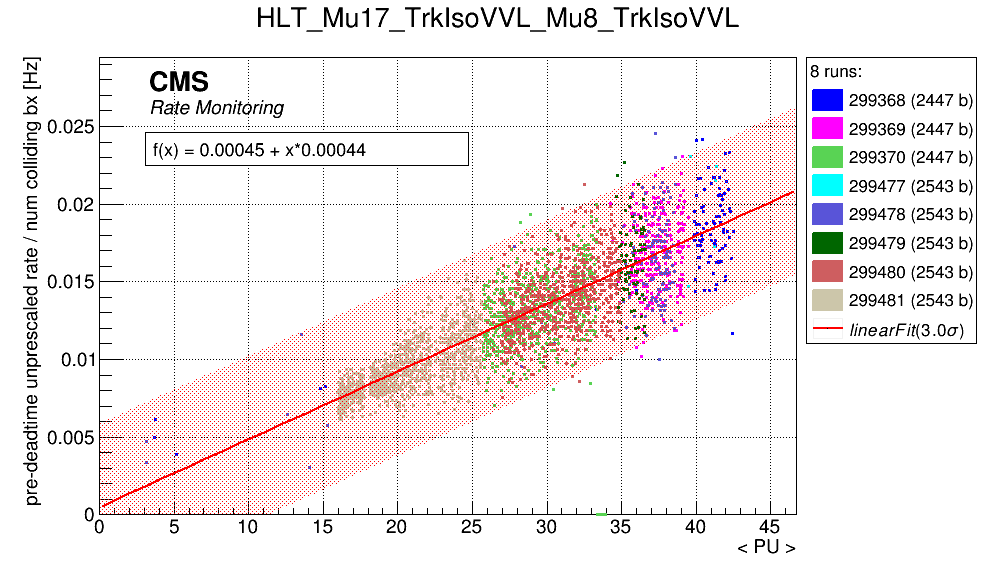 HLT_Mu17_TrkIsoVVL_Mu8_TrkIsoVVL
pre-deadtime unprescaled rate / num colliding bx [Hz]
CMS
Rate Monitoring
f(x) = 0.00045 + x*0.00044
0.025
0.02
0.015
0.01
0.005
0
0 5 10 15 20 25 30 35 40 45
< PU >
8 runs:
299368 (2447 b)
299369 (2447 b)
299370 (2447 b)
299477 (2543 b)
299478 (2543 b)
299479 (2543 b)
299480 (2543 b)
299481 (2543 b)
linearFit(3.0σ)